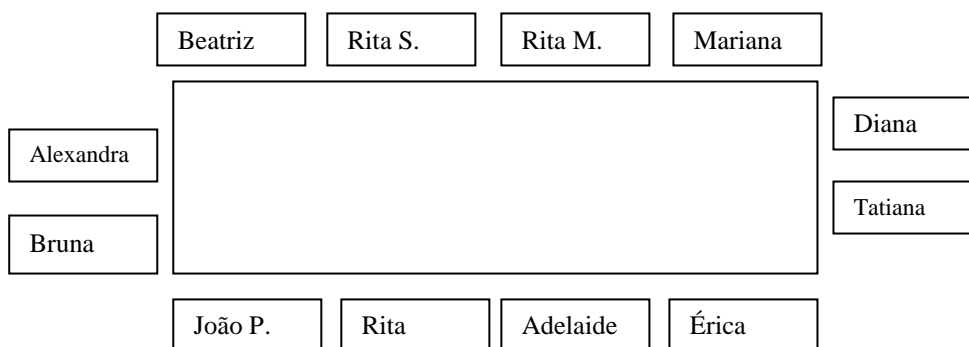 Beatriz
Rita S.
Rita M.
Mariana
Diana
Alexandra
Tatiana
Bruna
João P.
Rita
Adelaide
Érica